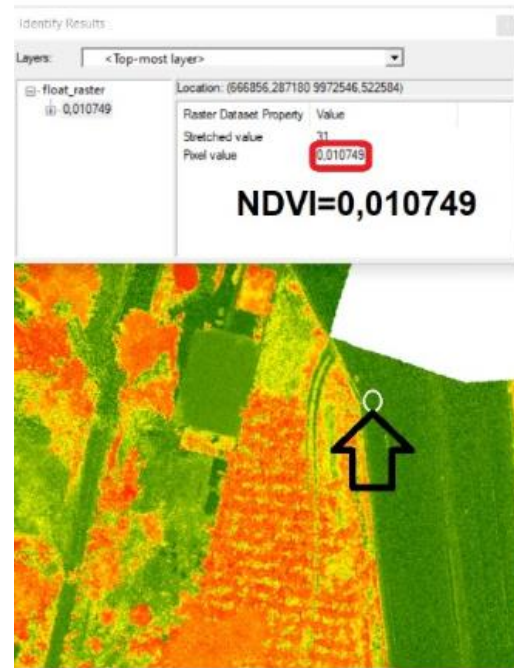 Identify Results
Layers: <Top-most layer>
float_raster
0,010749
Location: (666856,287180 9972546,522584)
Raster Dataset Property Value
Stretched value 31
Pixel value 0,010749
NDVI=0,010749